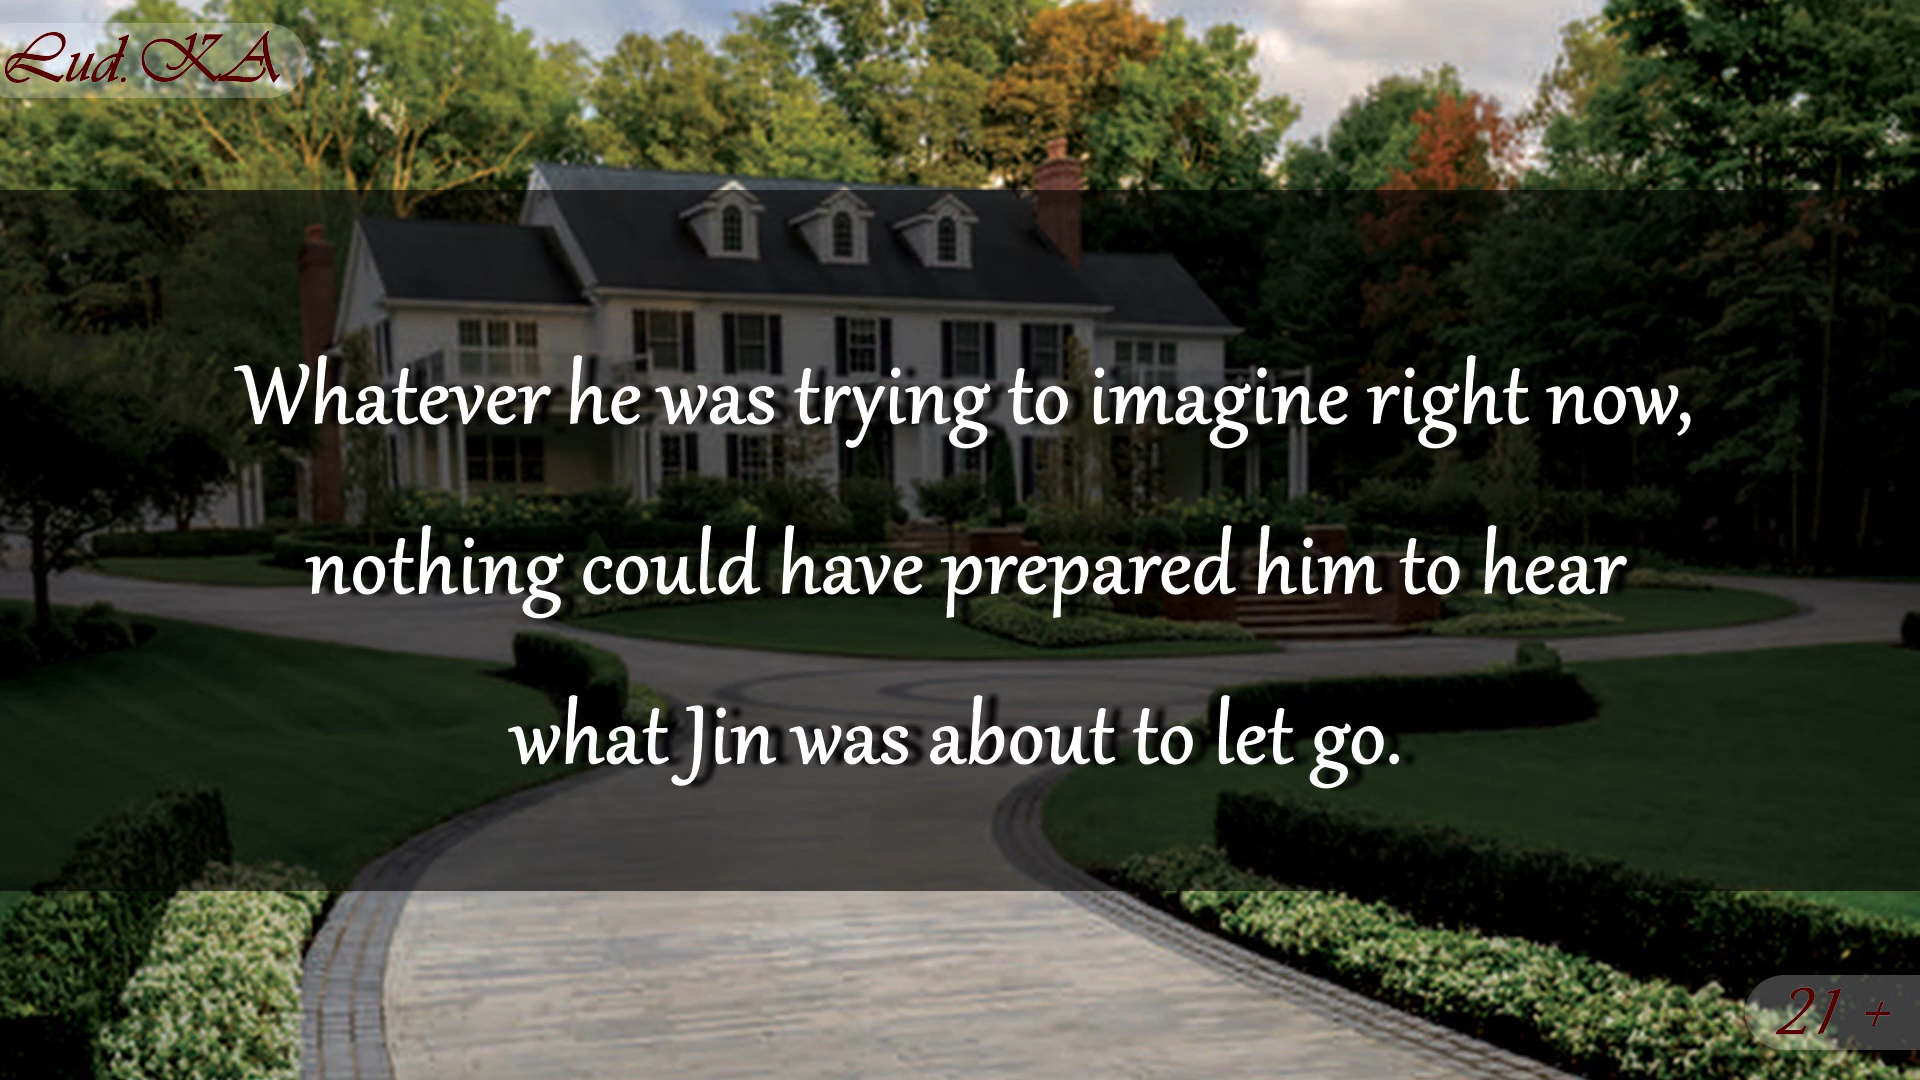 Lud. KA
Whatever he was trying to imagine right now,
nothing could have prepared him to hear
what Jin was about to let go.
21 +